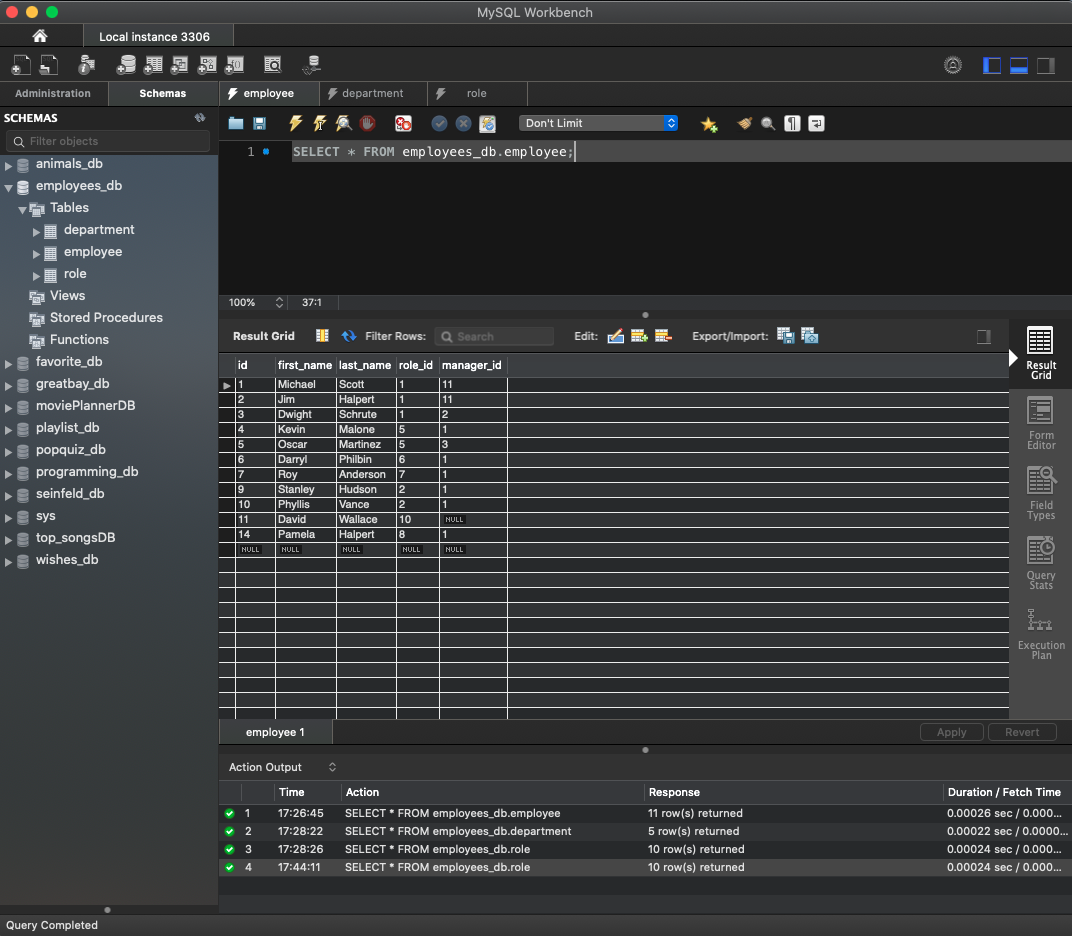 MySQL Workbench
Local instance 3306
Administration Schemas employee department role
SCHEMAS
Filter objects
animals_db
employees_db
Tables
department
employee
role
Views
Stored Procedures
Functions
favorite_db
greatbay_db
moviePlannerDB
playlist_db
popquiz_db
programming_db
seinfeld_db
sys
top_songsDB
wishes_db
Don't Limit
1 SELECT * FROM employees_db.employee;
100% 37:1
Result Grid Filter Rows: Search Edit: Export/Import:
id first_name last_name role_id manager_id
1 Michael Scott 1 11
2 Jim Halpert 1 11
3 Dwight Schrute 1 2
4 Kevin Malone 5 1
5 Oscar Martinez 5 3
6 Darryl Philbin 6 1
7 Roy Anderson 7 1
9 Stanley Hudson 2 1
10 Phyllis Vance 2 1
11 David Wallace 10 NULL
14 Pamela Halpert 8 1
NULL NULL NULL NULL NULL
Result
Grid
Form
Editor
Field
Types
Query
Stats
Execution
Plan
employee 1 Apply Revert
Action Output
Time Action Response Duration / Fetch Time
1 17:26:45 SELECT * FROM employees_db.employee 11 row(s) returned 0.00026 sec / 0.000...
2 17:28:22 SELECT * FROM employees_db.department 5 row(s) returned 0.00022 sec / 0.0000...
3 17:28:26 SELECT * FROM employees_db.role 10 row(s) returned 0.00024 sec / 0.000...
4 17:44:11 SELECT * FROM employees_db.role 10 row(s) returned 0.00024 sec / 0.000...
Query Completed